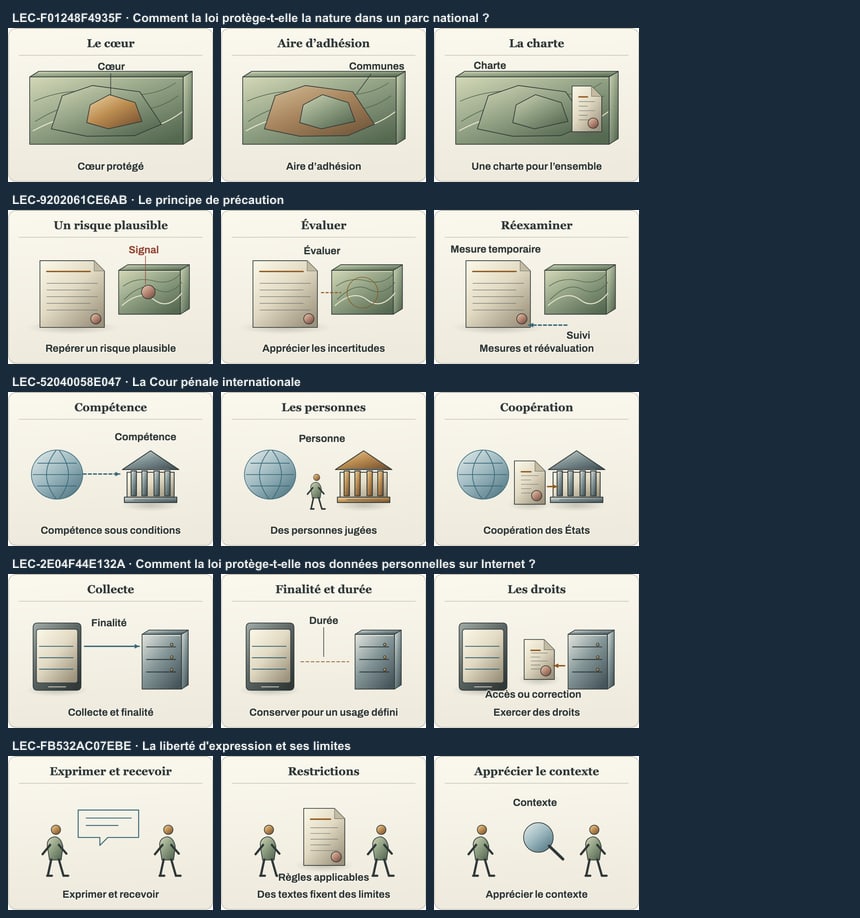 LEC-F01248F4935F · Comment la loi protège-t-elle la nature dans un parc national ?
Le cœur
Cœur
Cœur protégé
Aire d’adhésion
Communes
Aire d’adhésion
La charte
Charte
Une charte pour l’ensemble
LEC-9202061CE6AB · Le principe de précaution
Un risque plausible
Signal
Repérer un risque plausible
Évaluer
Évaluer
Apprécier les incertitudes
Réexaminer
Mesure temporaire
Suivi
Mesures et réévaluation
LEC-52040058E047 · La Cour pénale internationale
Compétence
Compétence
Compétence sous conditions
Les personnes
Personne
Des personnes jugées
Coopération
Coopération des États
LEC-2E04F44E132A · Comment la loi protège-t-elle nos données personnelles sur Internet ?
Collecte
Finalité
Collecte et finalité
Finalité et durée
Durée
Conserver pour un usage défini
Les droits
Accès ou correction
Exercer des droits
LEC-FB532AC07EBE · La liberté d'expression et ses limites
Exprimer et recevoir
Exprimer et recevoir
Restrictions
Règles applicables
Des textes fixent des limites
Apprécier le contexte
Contexte
Apprécier le contexte